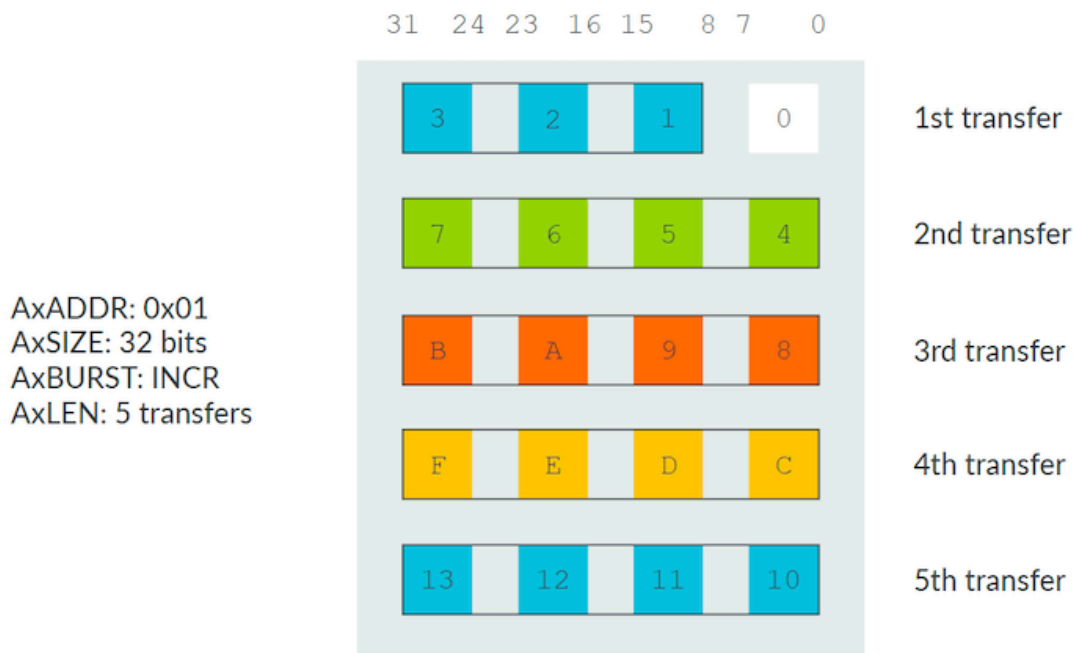 31 24 23 16 15 8 7 0
3 2 1 0 1st transfer
7 6 5 4 2nd transfer
AxADDR: 0x01
AxSIZE: 32 bits
B A 9 8 3rd transfer
AxBURST: INCR
AxLEN: 5 transfers
F E D C 4th transfer
13 12 11 10 5th transfer